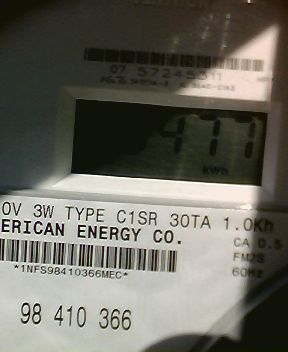 07 57245311
477
kWh
0V 3W TYPE C1SR 30TA 1.0Kh
ERICAN ENERGY CO.
CA 0.5
*1NFS98410366MEC*
FM2S
60Hz
98 410 366